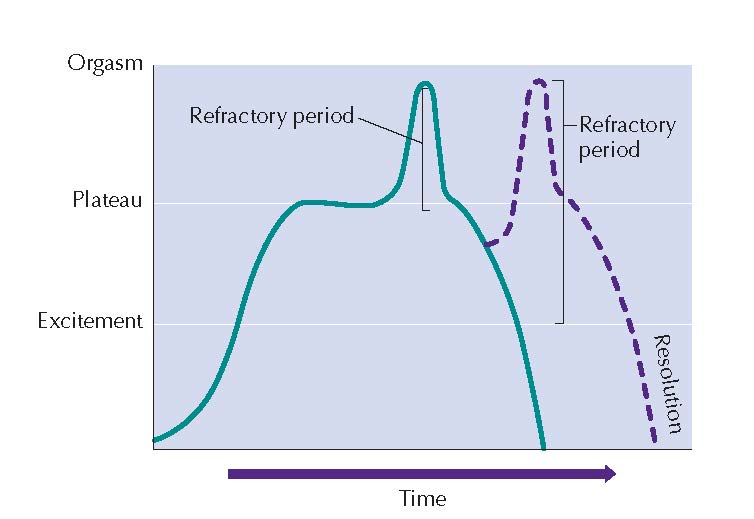 Orgasm
Refractory period
Refractory
period
Plateau
Excitement
Resolution
Time